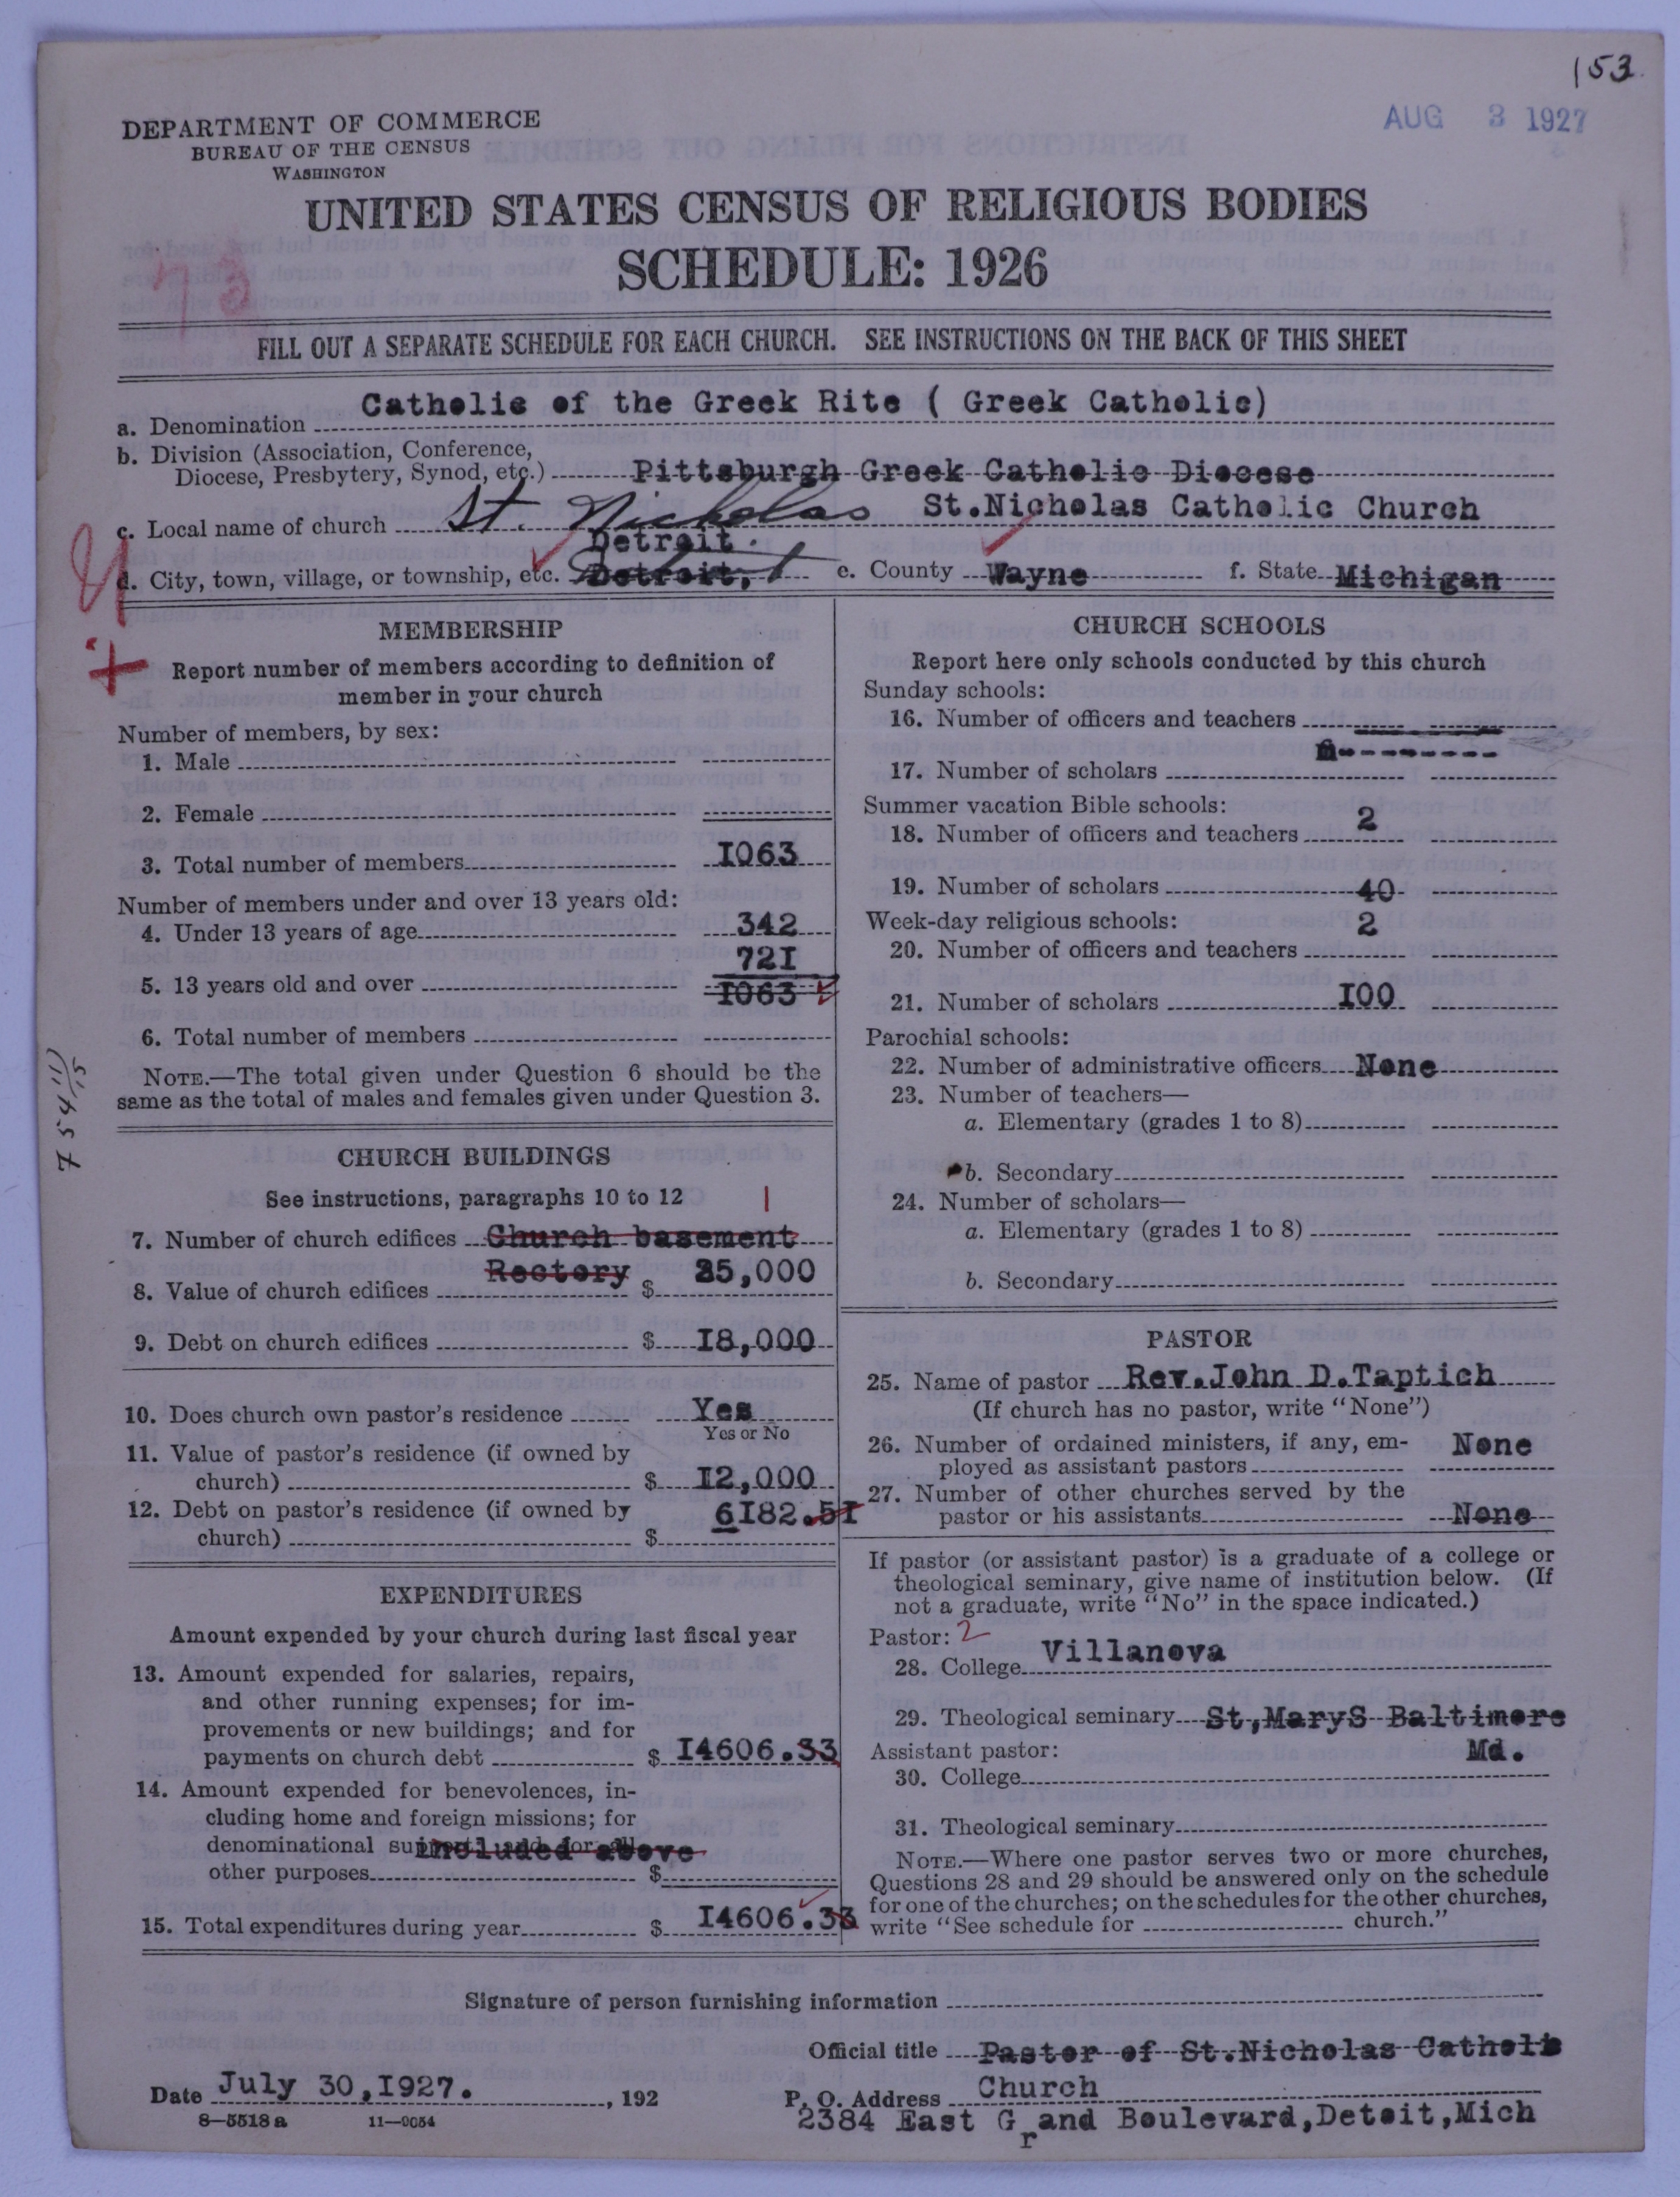 153.
AUG 3 1927
DEPARTMENT OF COMMERCE
BUREAU OF THE CENSUS
WASHINGTON
UNITED STATES CENSUS OF RELIGIOUS BODIES
SCHEDULE: 1926
FILL OUT A SEPARATE SCHEDULE FOR EACH CHURCH. SEE INSTRUCTIONS ON THE BACK OF THIS SHEET
a. Denomination Catholic of the Greek Rite ( Greek Catholic)
b. Division (Association, Conference,
Diocese, Presbytery, Synod, etc.) Pittsburgh Greek Catholic Diocese
c. Local name of church St. Nicholas St.Nicholas Catholic Church
Detroit.
d. City, town, village, or township, etc. Detroit, e. County Wayne f. State Michigan
MEMBERSHIP
Report number of members according to definition of
member in your church
Number of members, by sex:
1. Male
2. Female
3. Total number of members I063
Number of members under and over 13 years old:
4. Under 13 years of age 342
5. 13 years old and over 72I
I063
6. Total number of members
NOTE.—The total given under Question 6 should be the
same as the total of males and females given under Question 3.
CHURCH BUILDINGS
See instructions, paragraphs 10 to 12 1
7. Number of church edifices Church basement
8. Value of church edifices Rectory $ 35,000
9. Debt on church edifices $ I8,000
10. Does church own pastor's residence Yes
Yes or No
11. Value of pastor's residence (if owned by
church) $ I2,000
12. Debt on pastor's residence (if owned by
church) $ 6I82.5I
EXPENDITURES
Amount expended by your church during last fiscal year
13. Amount expended for salaries, repairs,
and other running expenses; for im-
provements or new buildings; and for
payments on church debt $ I4606.33
14. Amount expended for benevolences, in-
cluding home and foreign missions; for
denominational support; and for all
included above
other purposes $
15. Total expenditures during year $ I4606.33
CHURCH SCHOOLS
Report here only schools conducted by this church
Sunday schools:
16. Number of officers and teachers
17. Number of scholars
Summer vacation Bible schools:
18. Number of officers and teachers 2
19. Number of scholars 40
Week-day religious schools:
20. Number of officers and teachers 2
21. Number of scholars I00
Parochial schools:
22. Number of administrative officers None
23. Number of teachers—
a. Elementary (grades 1 to 8)
b. Secondary
24. Number of scholars—
a. Elementary (grades 1 to 8)
b. Secondary
PASTOR
25. Name of pastor Rev.John D.Taptich
(If church has no pastor, write "None")
26. Number of ordained ministers, if any, em-
ployed as assistant pastors None
27. Number of other churches served by the
pastor or his assistants None
If pastor (or assistant pastor) is a graduate of a college or
theological seminary, give name of institution below. (If
not a graduate, write "No" in the space indicated.)
Pastor: 2
28. College Villanova
29. Theological seminary St,MaryS Baltimore
Md.
Assistant pastor:
30. College
31. Theological seminary
NOTE.—Where one pastor serves two or more churches,
Questions 28 and 29 should be answered only on the schedule
for one of the churches; on the schedules for the other churches,
write "See schedule for church."
Signature of person furnishing information
Official title Pastor of St.Nicholas Catholic
Church
Date July 30,I927. , 192
P. O. Address 2384 East Grand Boulevard,Detoit,Mich
8—5518a 11—9054